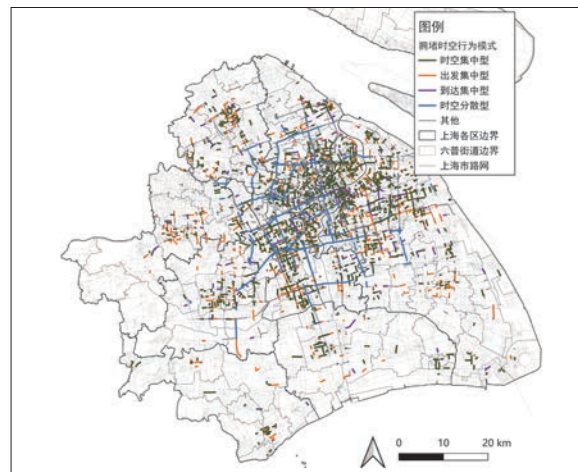 图例
拥堵时空行为模式
时空集中型
出发集中型
到达集中型
时空分散型
其他
上海各区边界
六普街道边界
上海市路网
0 10 20 km